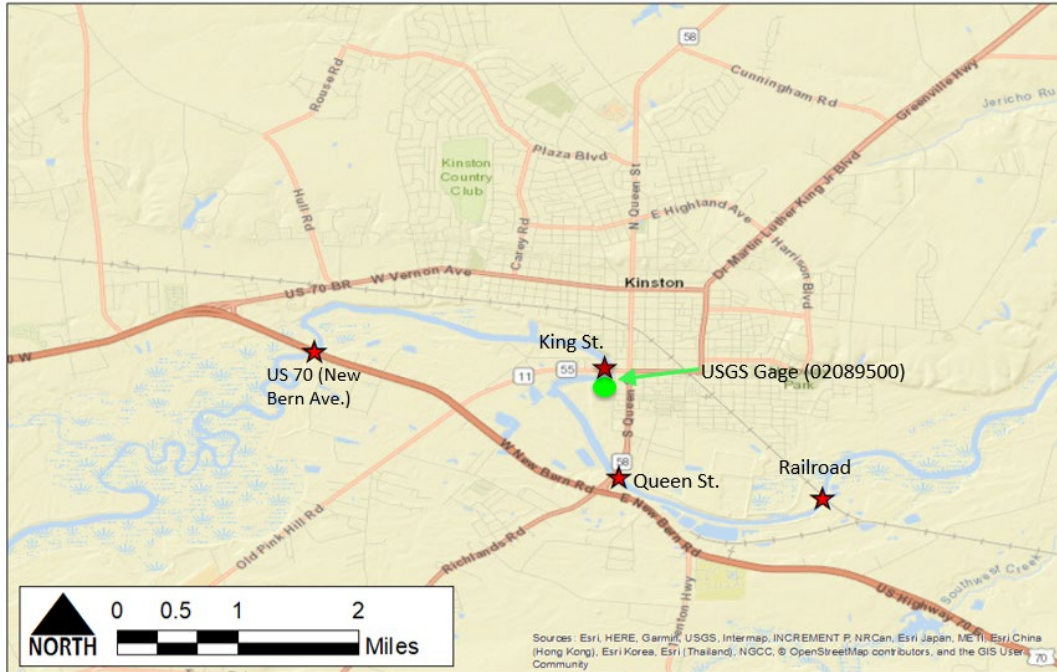 58
Cunningham Rd
Greenville Hwy
Jericho Ru
Rouse Rd
Plaza Blvd
Kinston
Country
Club
N Queen St
E Highland Ave
Dr Martin Luther King Jr Blvd
Harrison Blvd
Hull Rd
Carey Rd
W Vernon Ave
US 70 BR
Kinston
King St.
0 W
US 70 (New
Bern Ave.)
11
55
USGS Gage (02089500)
Park
S Queen
58
Queen St.
Railroad
W New Bern Rd
E New Bern Rd
Old Pink Hill Rd
Richlands Rd
enton Hwy
US Highway 70 E
Southwest Creek
70
NORTH
0 0.5 1 2
Miles
Sources: Esri, HERE, Garmin, USGS, Intermap, INCREMENT P, NRCan, Esri Japan, METI, Esri China
(Hong Kong), Esri Korea, Esri (Thailand), NGCC, © OpenStreetMap contributors, and the GIS User
Community